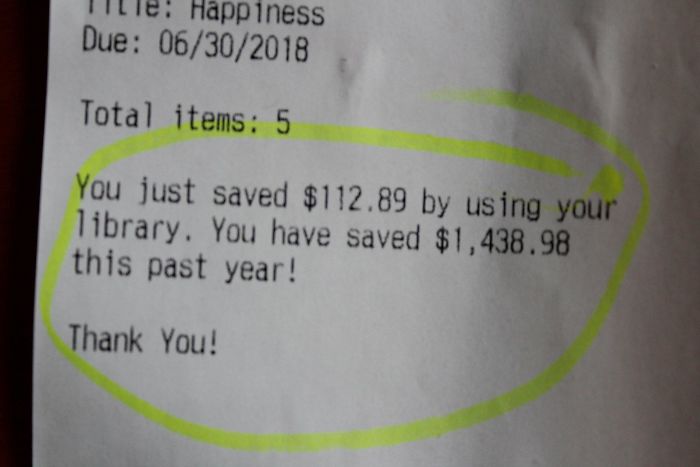 Title: Happiness
Due: 06/30/2018
Total items: 5
You just saved $112.89 by using your
library. You have saved $1,438.98
this past year!
Thank You!